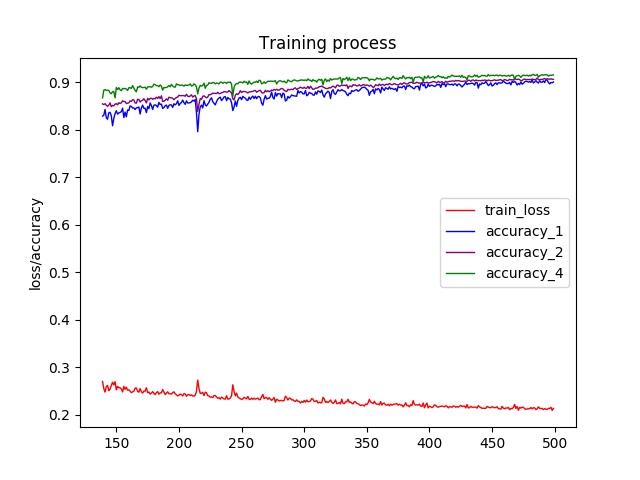 Training process
loss/accuracy
0.9
0.8
0.7
0.6
0.5
0.4
0.3
0.2
train_loss
accuracy_1
accuracy_2
accuracy_4
150 200 250 300 350 400 450 500